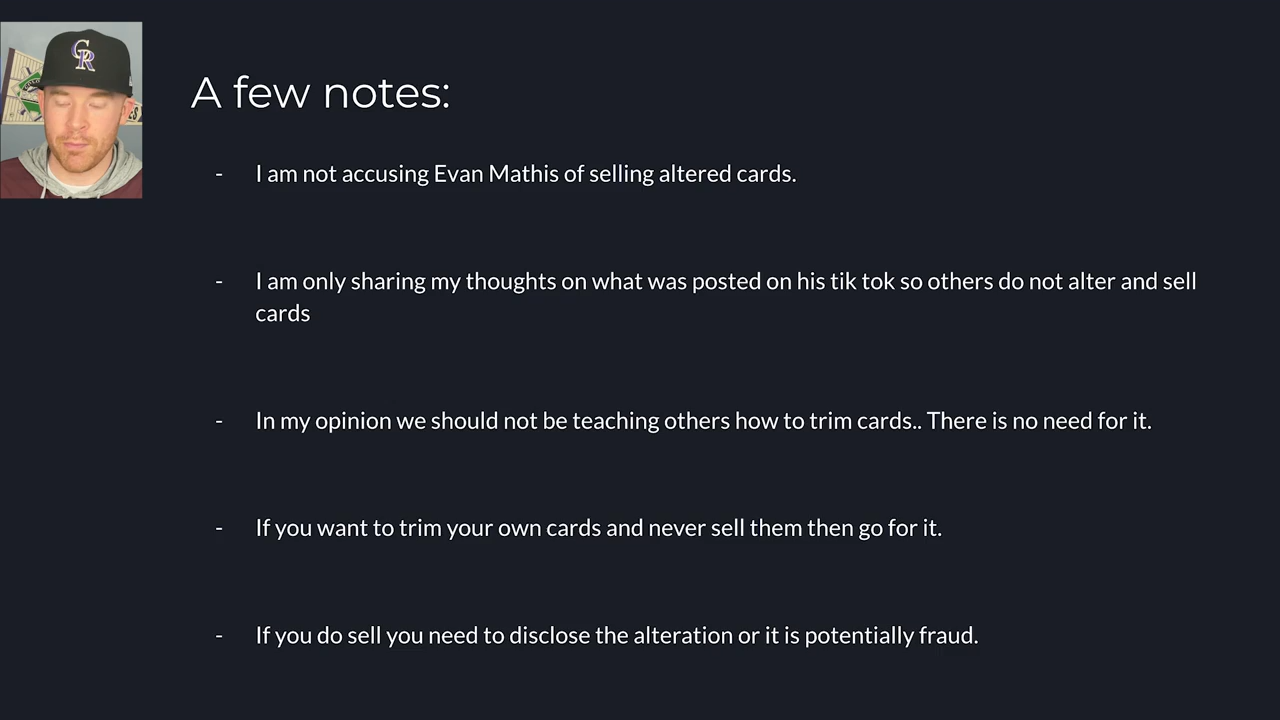 CR
A few notes:
- I am not accusing Evan Mathis of selling altered cards.
- I am only sharing my thoughts on what was posted on his tik tok so others do not alter and sell
cards
- In my opinion we should not be teaching others how to trim cards.. There is no need for it.
- If you want to trim your own cards and never sell them then go for it.
- If you do sell you need to disclose the alteration or it is potentially fraud.